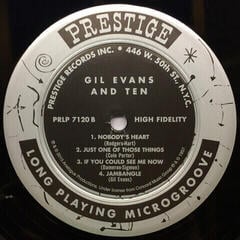 PRESTIGE
PRESTIGE RECORDS INC. • 446 W. 50th ST., N.Y.C.
GIL EVANS
AND TEN
PRLP 7120 B HIGH FIDELITY
1. NOBODY'S HEART
(Rodgers-Hart)
2. JUST ONE OF THOSE THINGS
(Cole Porter)
3. IF YOU COULD SEE ME NOW
(Dameron-Sigman)
4. JAMBANGLE
(Gil Evans)
LONG PLAYING MICROGROOVE